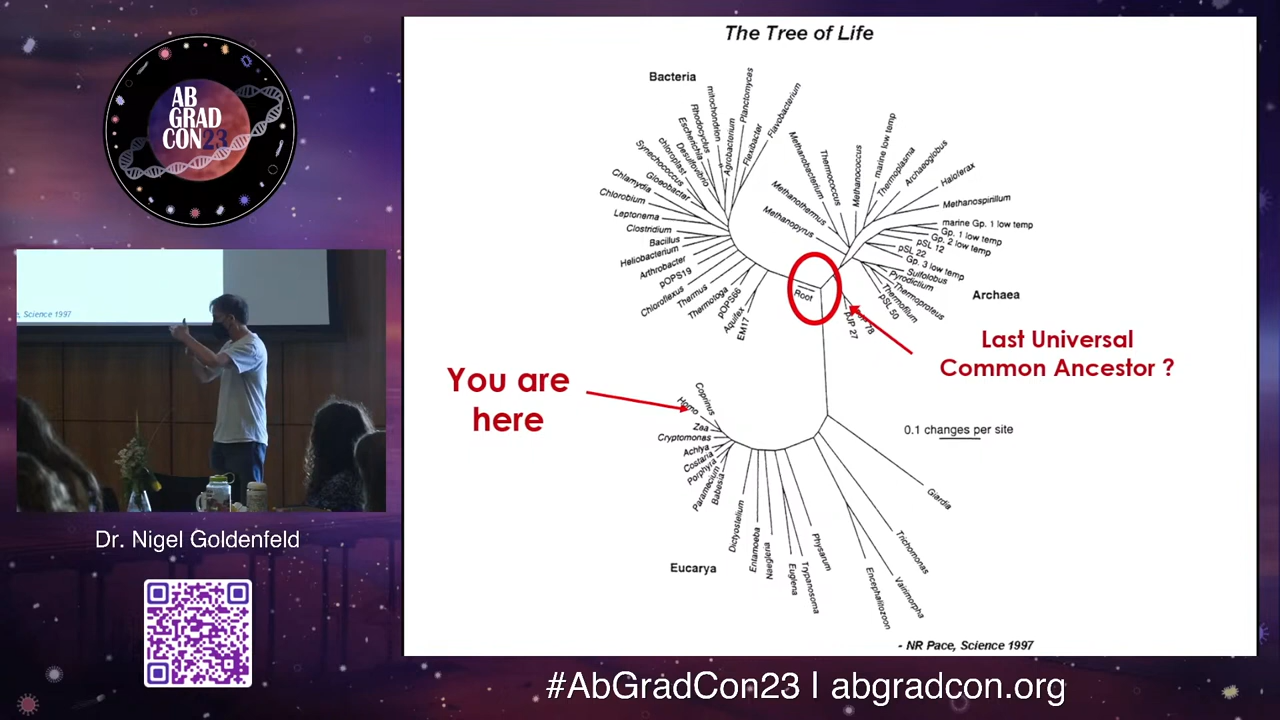 AB
GRAD
CON23
The Tree of Life
Bacteria
Planctomyces
Flavobacterium
mitochondrion
Rhodocyclus
Escherichia
Desulfovibrio
Agrobacterium
Flexibacter
chloroplast
Synechococcus
Gloeobacter
Chlamydia
Chlorobium
Leptonema
Clostridium
Bacillus
Heliobacterium
Arthrobacter
pOPS19
Chloroflexus
Thermus
Thermotoga
pOPS66
Aquifex
EM17
Root
Methanobacterium
Thermococcus
Methanothermus
Methanopyrus
Methanococcus
marine low temp
Thermoplasma
Archaeoglobus
Haloferax
Methanospirillum
marine Gp. 1 low temp
Gp. 1 low temp
Gp. 2 low temp
pSL 12
pSL 22
Gp. 3 low temp
Sulfolobus
Pyrodictium
Thermoproteus
Thermofilum
pSL 50
pJP 78
pJP 27
Archaea
Last Universal
Common Ancestor ?
You are
here
Coprinus
Homo
Zea
Cryptomonas
Achlya
Costaria
Porphyra
Paramecium
Babesia
Dictyostelium
Entamoeba
Naegleria
Euglena
Trypanosoma
Physarum
Encephalitozoon
Vairimorpha
Trichomonas
Giardia
0.1 changes per site
Eucarya
- NR Pace, Science 1997
, Science 1997
Dr. Nigel Goldenfeld
#AbGradCon23 I abgradcon.org